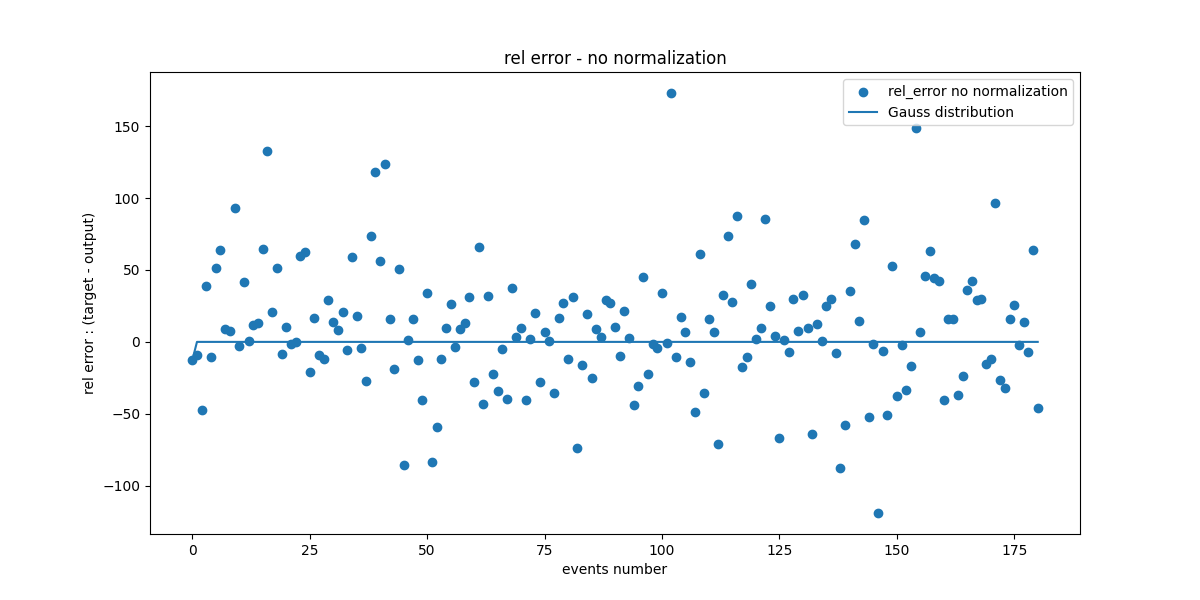 rel error - no normalization
rel_error no normalization
Gauss distribution
rel error : (target - output)
150
100
50
0
−50
−100
0
25
50
75
100
125
150
175
events number